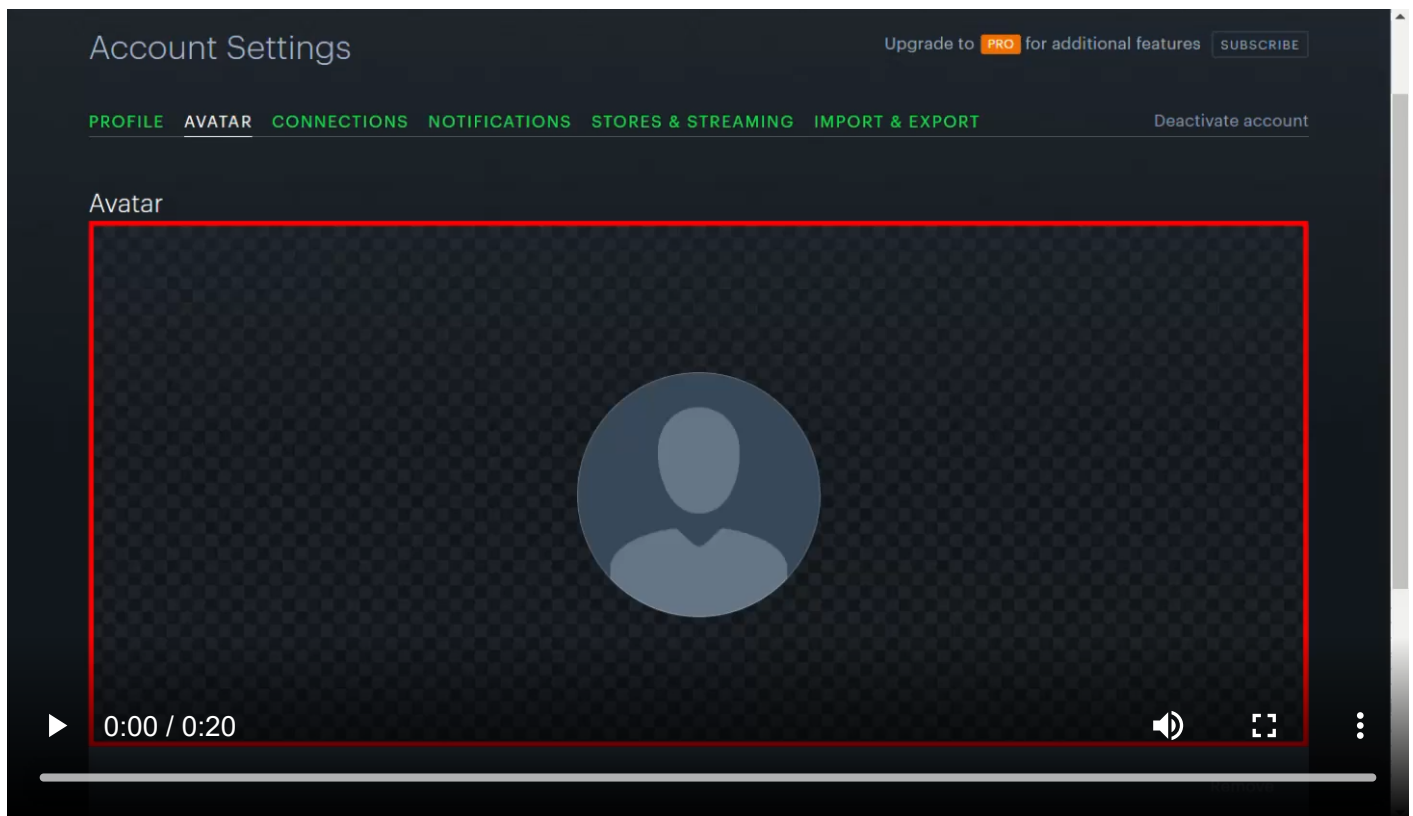 Account Settings
Upgrade to PRO for additional features SUBSCRIBE
PROFILE AVATAR CONNECTIONS NOTIFICATIONS STORES & STREAMING IMPORT & EXPORT Deactivate account
Avatar
0:00 / 0:20
Remove